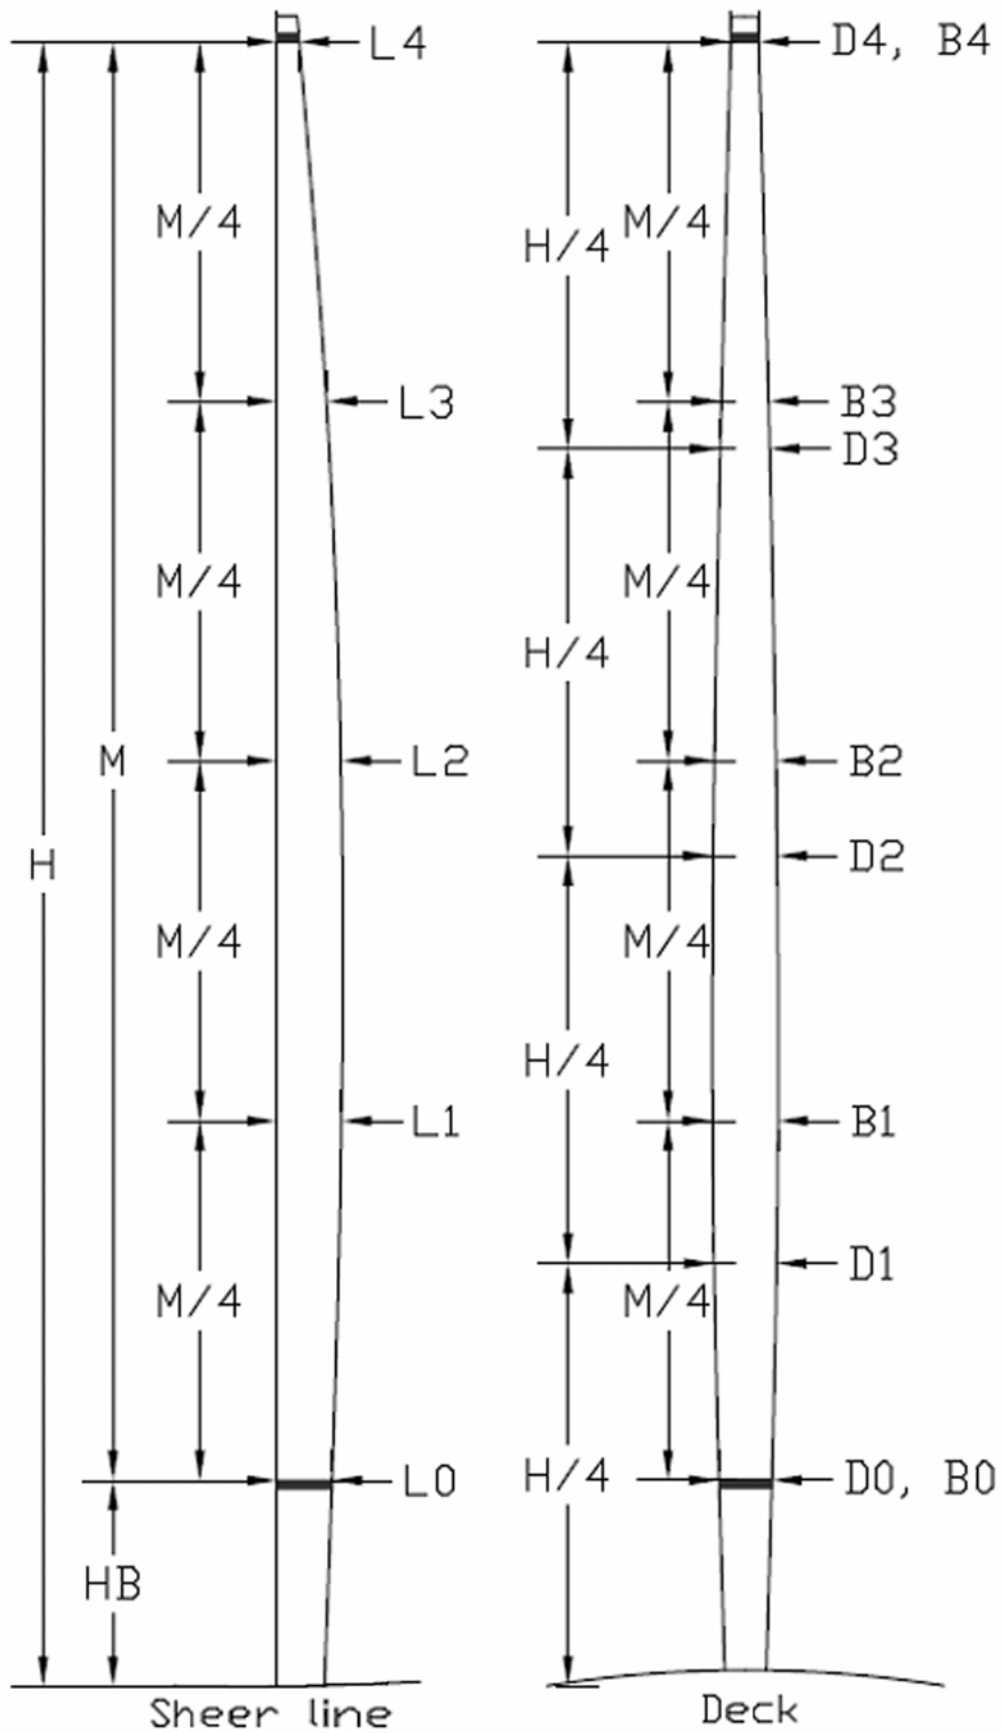 L4 D4, B4
M/4 H/4 M/4
L3 B3
D3
M/4 M/4
H/4
M L2 B2
H D2
M/4 M/4
H/4
L1 B1
D1
M/4 M/4
L0 H/4 D0, B0
HB
Sheer line Deck